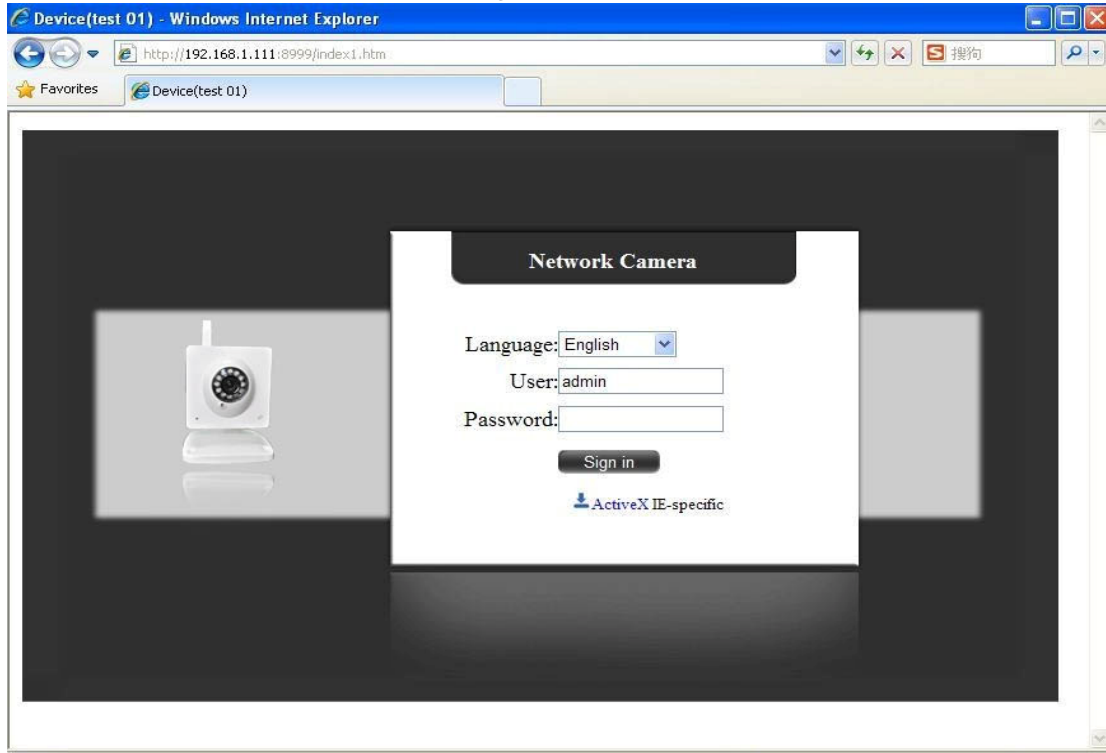 Device(test 01) - Windows Internet Explorer
http://192.168.1.111:8999/index1.htm
搜狗
Favorites
Device(test 01)
Network Camera
Language: English
User: admin
Password:
Sign in
ActiveX IE-specific